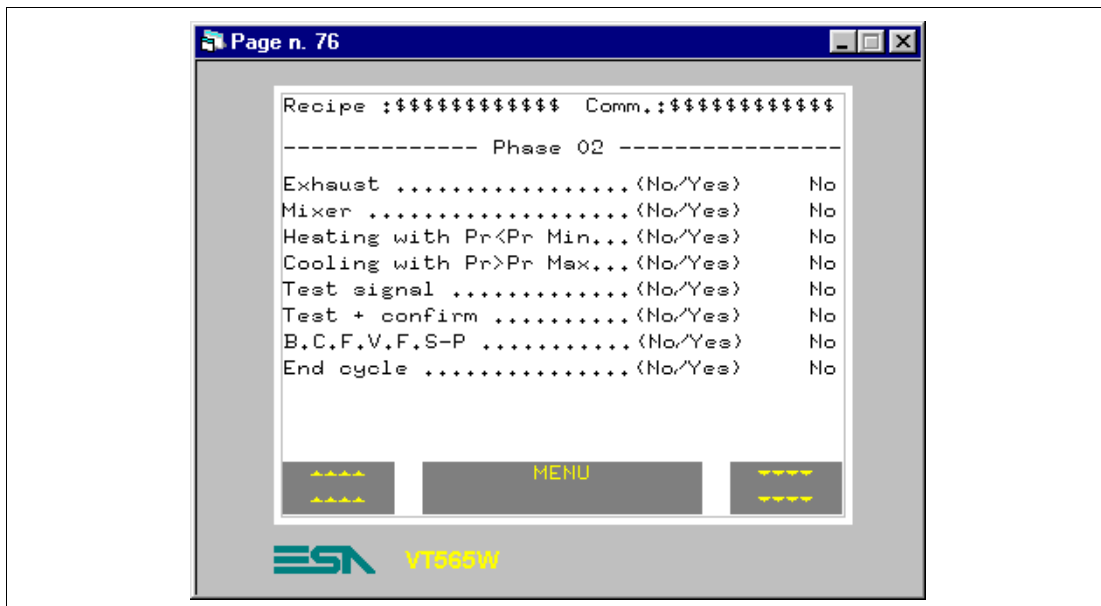 Page n. 76
Recipe :$$$$$$$$$$$$ Comm.:$$$$$$$$$$$$
-------------- Phase 02 ----------------
Exhaust .................(No/Yes) No
Mixer ...................(No/Yes) No
Heating with Pr<Pr Min...(No/Yes) No
Cooling with Pr>Pr Max...(No/Yes) No
Test signal .............(No/Yes) No
Test + confirm ..........(No/Yes) No
B.C.F.V.F.S-P ...........(No/Yes) No
End cycle ...............(No/Yes) No
MENU
ESA VT565W